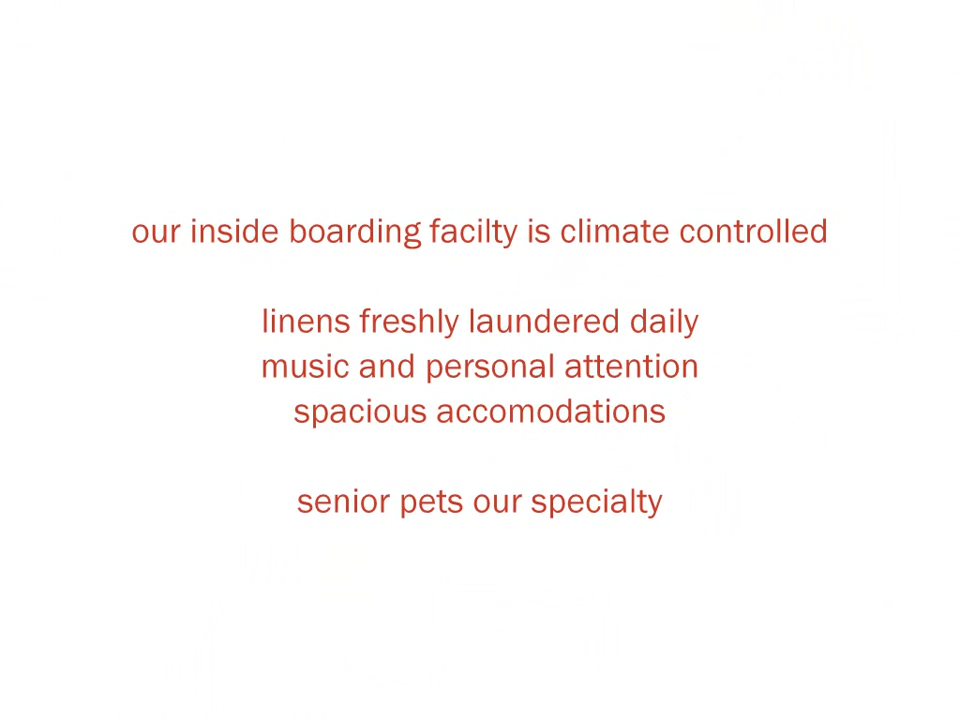 our inside boarding facilty is climate controlled
linens freshly laundered daily
music and personal attention
spacious accomodations
senior pets our specialty